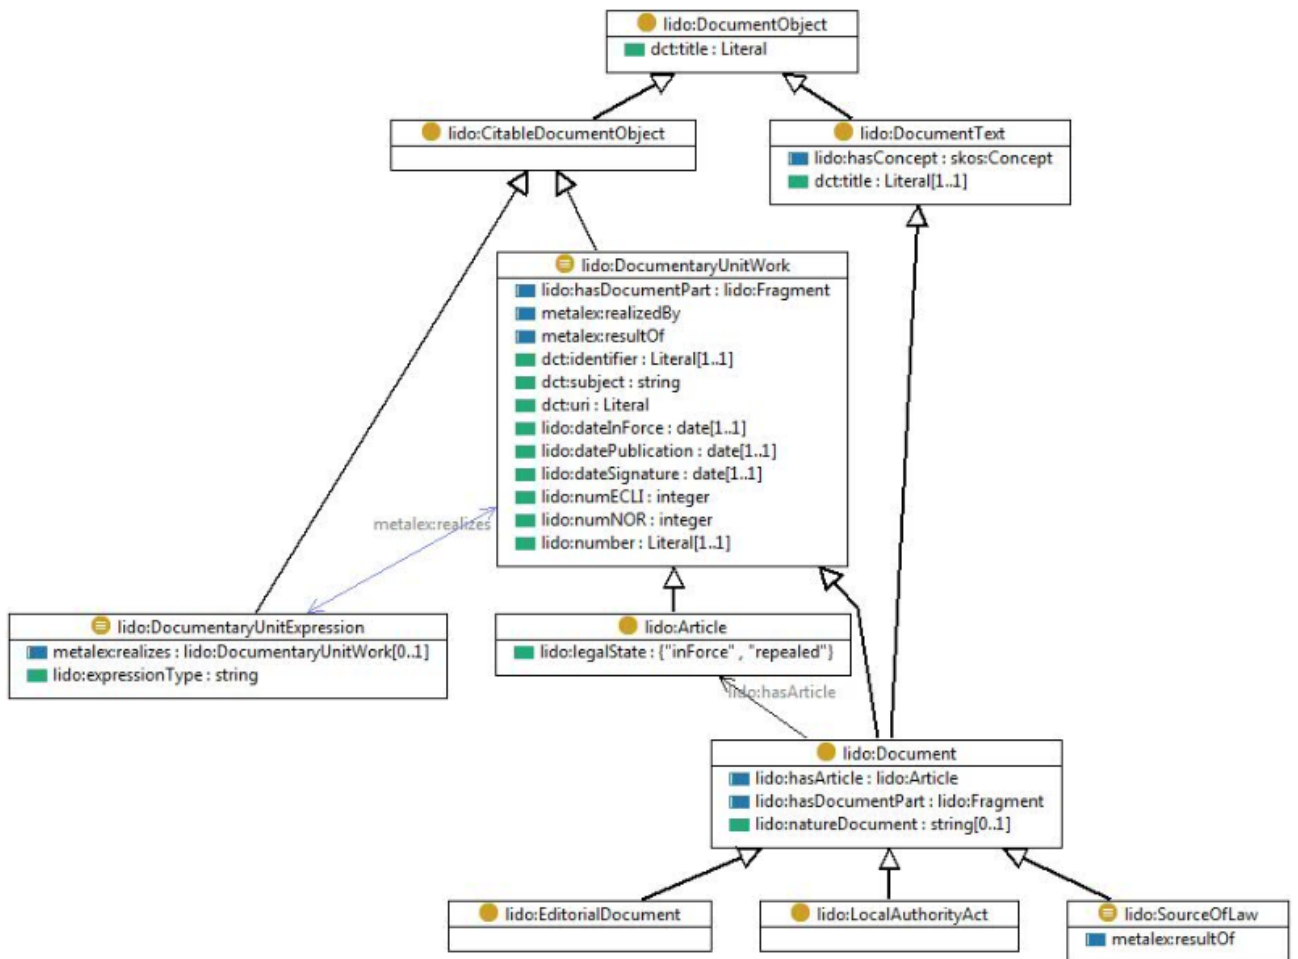 lido:DocumentObject
dct:title : Literal
lido:CitableDocumentObject
lido:DocumentText
lido:hasConcept : skos:Concept
dct:title : Literal[1..1]
lido:DocumentaryUnitWork
lido:hasDocumentPart : lido:Fragment
metalex:realizedBy
metalex:resultOf
dct:identifier : Literal[1..1]
dct:subject : string
dct:uri : Literal
lido:dateInForce : date[1..1]
lido:datePublication : date[1..1]
lido:dateSignature : date[1..1]
lido:numECLI : integer
lido:numNOR : integer
lido:number : Literal[1..1]
metalex:realizes
lido:DocumentaryUnitExpression
metalex:realizes : lido:DocumentaryUnitWork[0..1]
lido:expressionType : string
lido:Article
lido:legalState : {"inForce" , "repealed"}
lido:hasArticle
lido:Document
lido:hasArticle : lido:Article
lido:hasDocumentPart : lido:Fragment
lido:natureDocument : string[0..1]
lido:EditorialDocument
lido:LocalAuthorityAct
lido:SourceOfLaw
metalex:resultOf